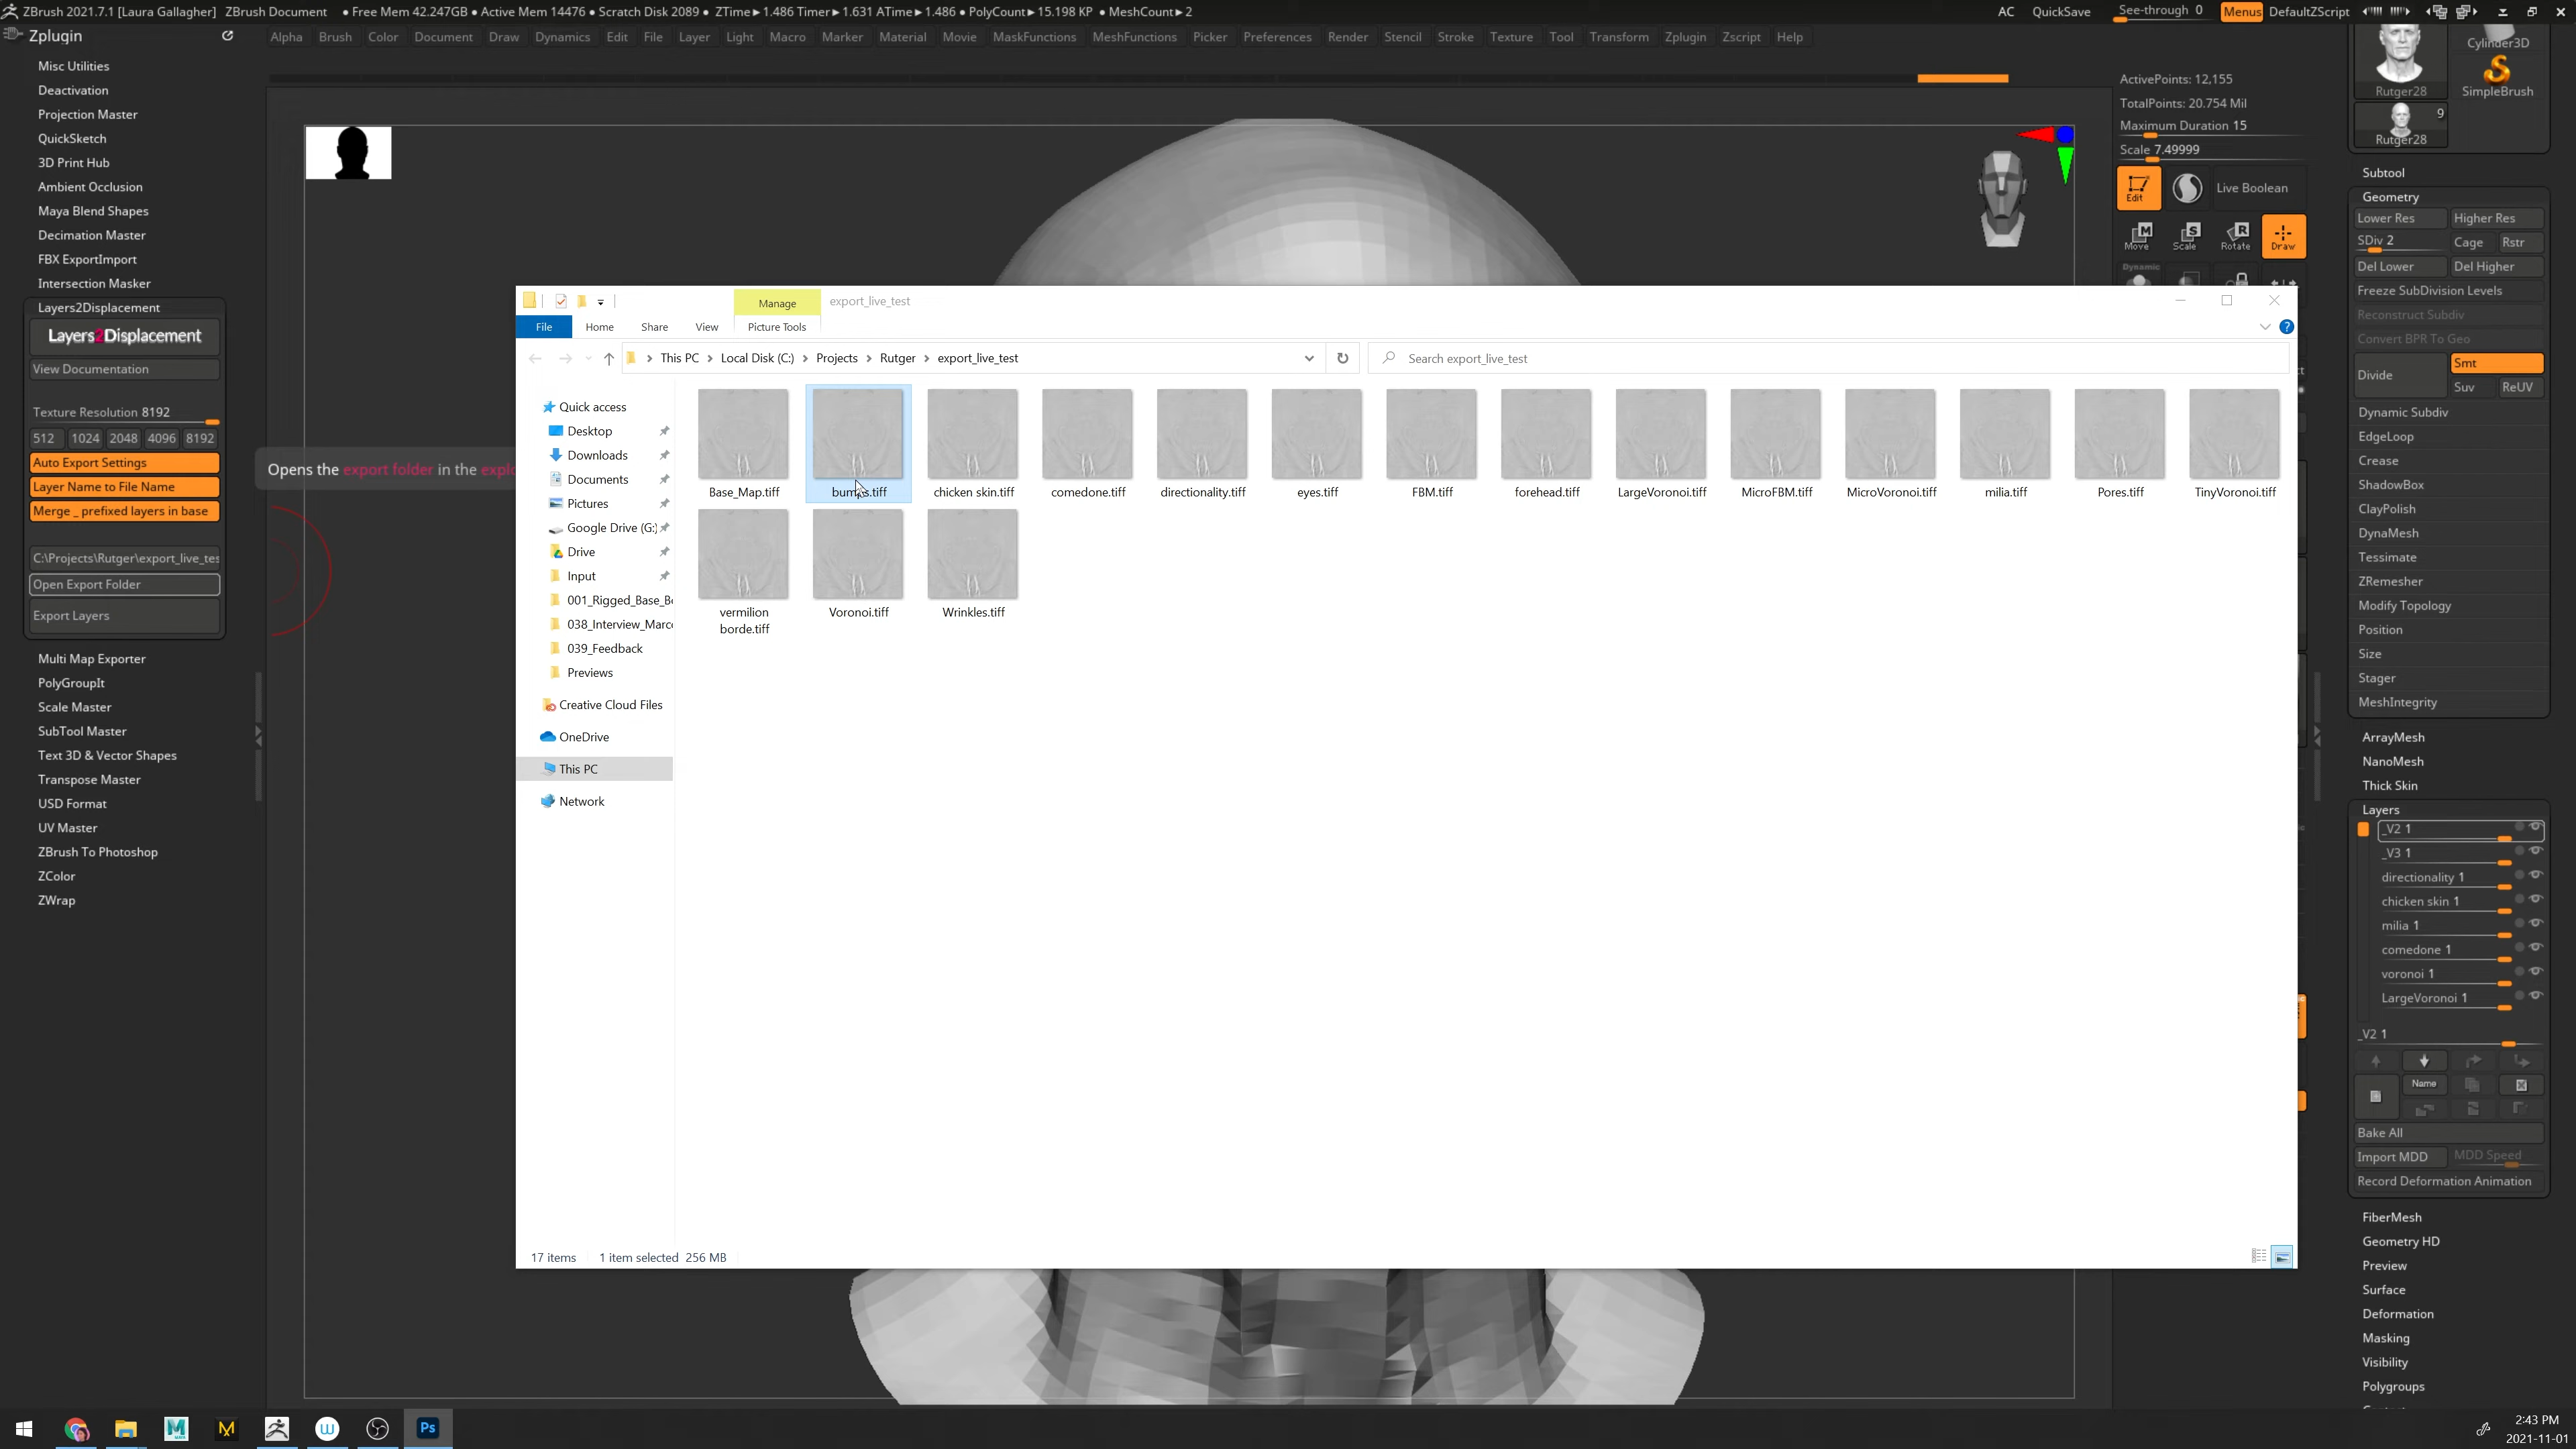 ZBrush 2021.7.1 [Laura Gallagher] ZBrush Document • Free Mem 42.247GB • Active Mem 14476 • Scratch Disk 2089 • ZTime►1.486 Timer►1.631 ATime►1.486 • PolyCount►15.198 KP • MeshCount►2
AC QuickSave See-through 0 Menus DefaultZScript
Zplugin
Alpha Brush Color Document Draw Dynamics Edit File Layer Light Macro Marker Material Movie MaskFunctions MeshFunctions Picker Preferences Render Stencil Stroke Texture Tool Transform Zplugin Zscript Help
Misc Utilities
Deactivation
Projection Master
QuickSketch
3D Print Hub
Ambient Occlusion
Maya Blend Shapes
Decimation Master
FBX ExportImport
Intersection Masker
Layers2Displacement
Layers2Displacement
View Documentation
Texture Resolution 8192
512 1024 2048 4096 8192
Auto Export Settings
Layer Name to File Name
Merge _ prefixed layers in base
C:\Projects\Rutger\export_live_tes
Open Export Folder
Export Layers
Multi Map Exporter
PolyGroupIt
Scale Master
SubTool Master
Text 3D & Vector Shapes
Transpose Master
USD Format
UV Master
ZBrush To Photoshop
ZColor
ZWrap
Opens the export folder in the explo
Manage export_live_test
File Home Share View Picture Tools
This PC Local Disk (C:) Projects Rutger export_live_test
Search export_live_test
Quick access
Desktop
Downloads
Documents
Pictures
Google Drive (G:)
Drive
Input
001_Rigged_Base_B
038_Interview_Marc
039_Feedback
Previews
Creative Cloud Files
OneDrive
This PC
Network
Base_Map.tiff
chicken skin.tiff
comedone.tiff
directionality.tiff
eyes.tiff
FBM.tiff
forehead.tiff
LargeVoronoi.tiff
MicroFBM.tiff
MicroVoronoi.tiff
milia.tiff
Pores.tiff
TinyVoronoi.tiff
vermilion
borde.tiff
Voronoi.tiff
Wrinkles.tiff
17 items 1 item selected 256 MB
ActivePoints: 12,155
TotalPoints: 20.754 Mil
Maximum Duration 15
Scale 7.49999
Edit Live Boolean
Move Scale Rotate Draw
Dynamic
Cylinder3D
Rutger28 SimpleBrush
9
Rutger28
Subtool
Geometry
Lower Res Higher Res
SDiv 2 Cage Rstr
Del Lower Del Higher
Freeze SubDivision Levels
Reconstruct Subdiv
Convert BPR To Geo
Divide Smt
Suv ReUV
Dynamic Subdiv
EdgeLoop
Crease
ShadowBox
ClayPolish
DynaMesh
Tessimate
ZRemesher
Modify Topology
Position
Size
Stager
MeshIntegrity
ArrayMesh
NanoMesh
Thick Skin
Layers
_V2 1
_V3 1
directionality 1
chicken skin 1
milia 1
comedone 1
voronoi 1
LargeVoronoi 1
_V2 1
Name
Bake All
Import MDD MDD Speed
Record Deformation Animation
FiberMesh
Geometry HD
Preview
Surface
Deformation
Masking
Visibility
Polygroups
Ps
2:43 PM
2021-11-01